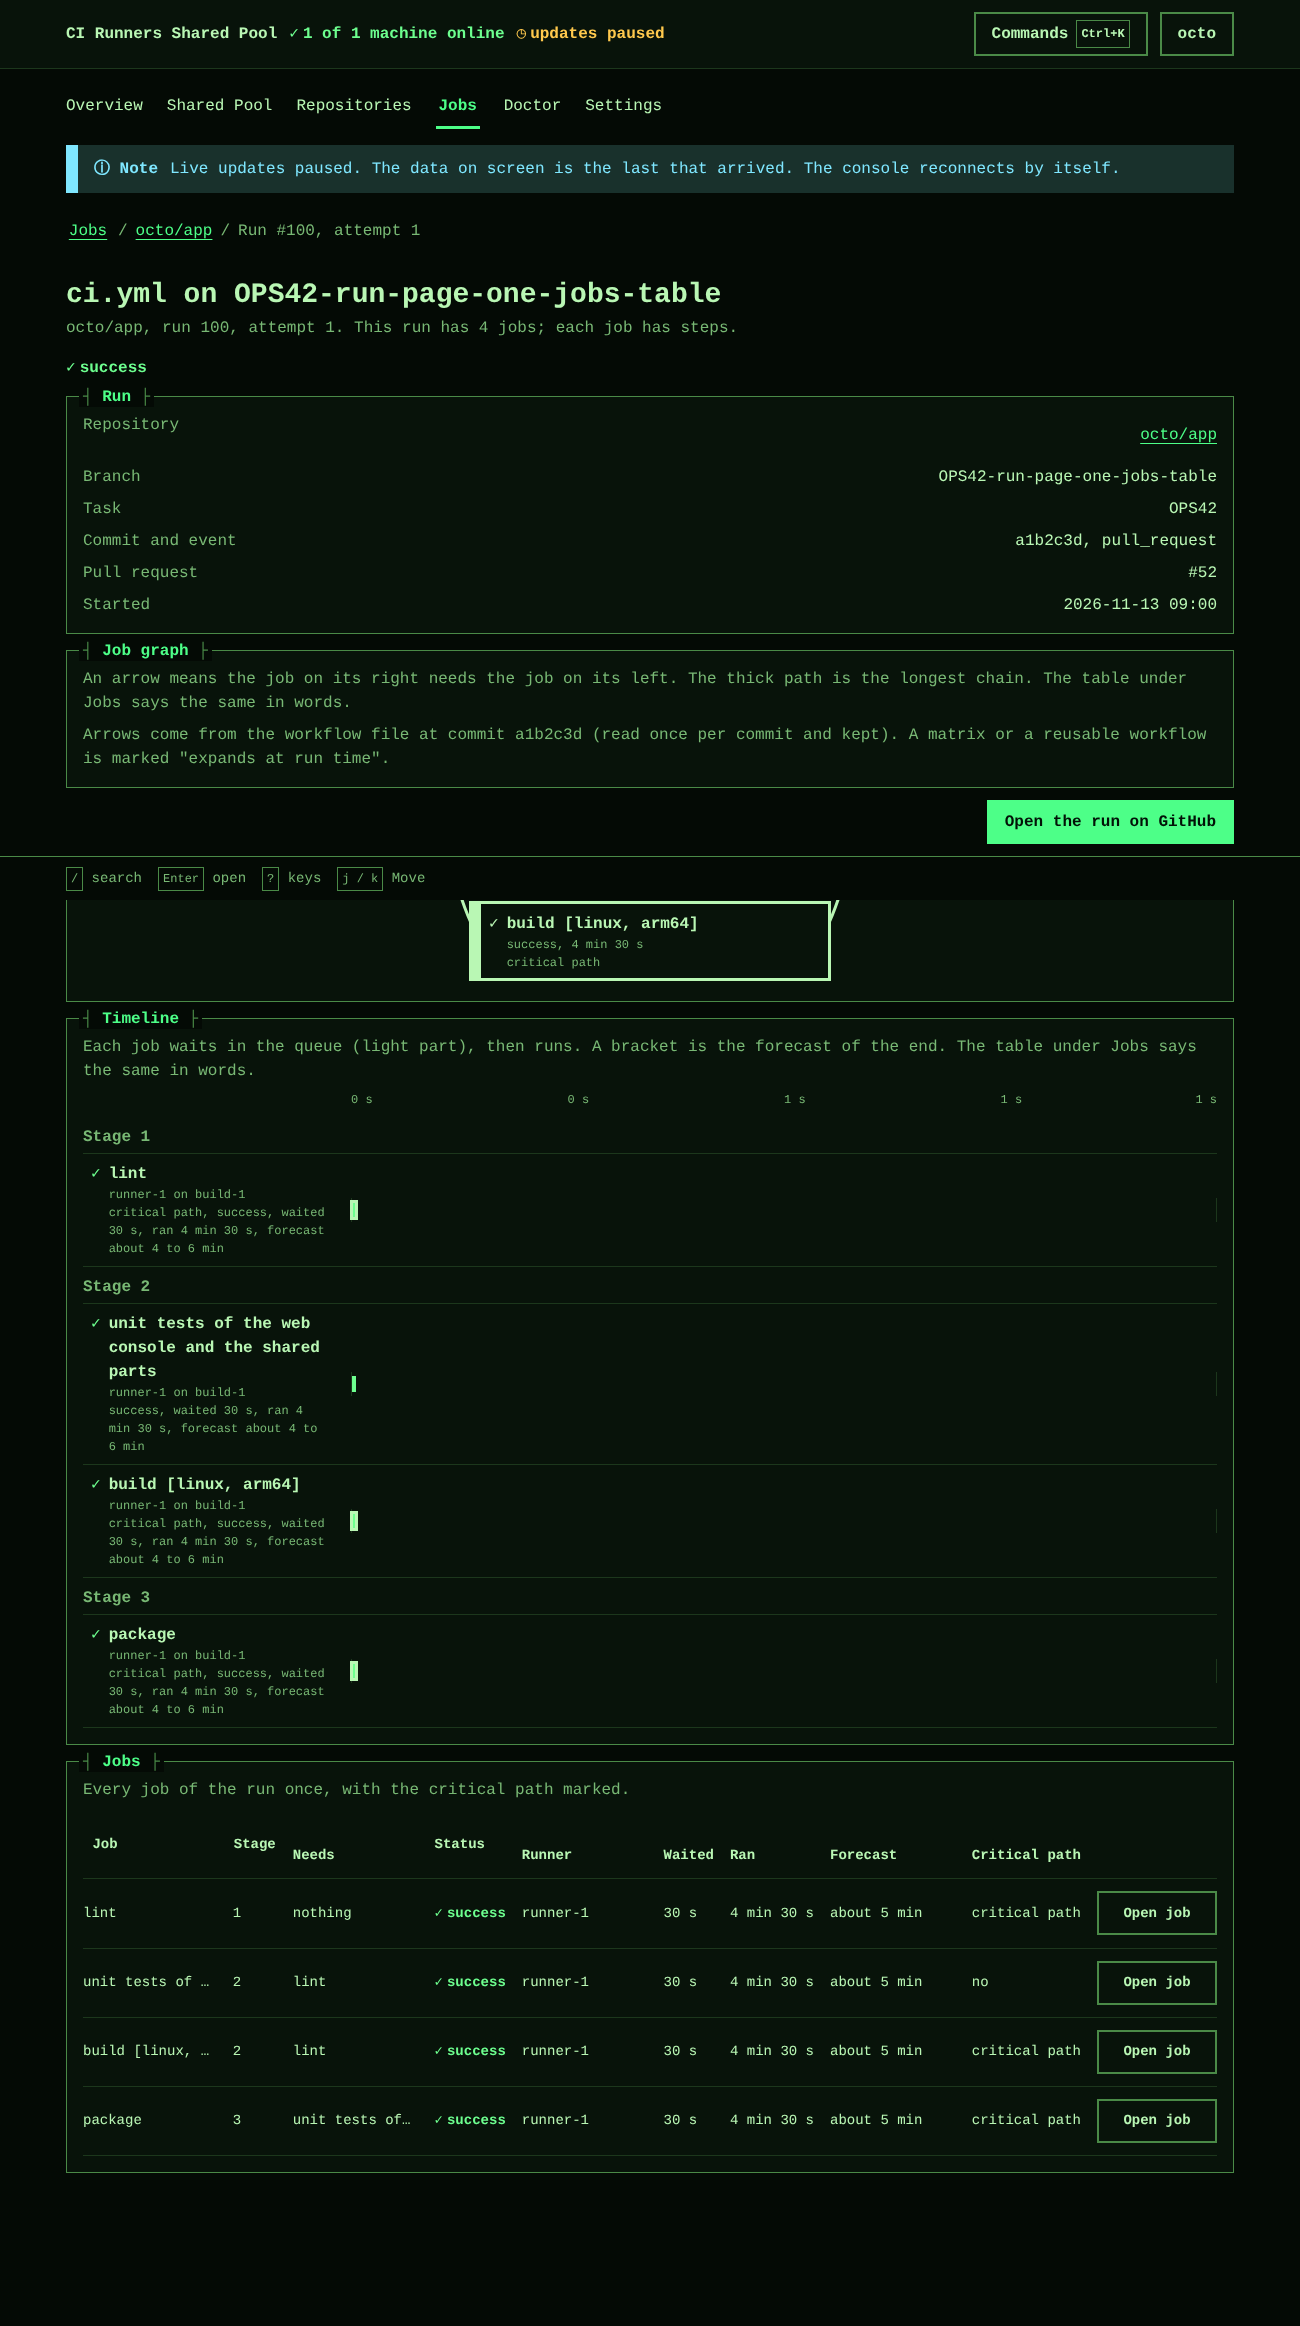 CI Runners Shared Pool ✓ 1 of 1 machine online ◷ updates paused Commands Ctrl+K octo
Overview Shared Pool Repositories Jobs Doctor Settings
ⓘ Note Live updates paused. The data on screen is the last that arrived. The console reconnects by itself.
Jobs / octo/app / Run #100, attempt 1
ci.yml on OPS42-run-page-one-jobs-table
octo/app, run 100, attempt 1. This run has 4 jobs; each job has steps.
✓ success
Run
Repository octo/app
Branch OPS42-run-page-one-jobs-table
Task OPS42
Commit and event a1b2c3d, pull_request
Pull request #52
Started 2026-11-13 09:00
Job graph
An arrow means the job on its right needs the job on its left. The thick path is the longest chain. The table under
Jobs says the same in words.
Arrows come from the workflow file at commit a1b2c3d (read once per commit and kept). A matrix or a reusable workflow
is marked "expands at run time".
Open the run on GitHub
/ search Enter open ? keys j / k Move
✓ build [linux, arm64]
success, 4 min 30 s
critical path
Timeline
Each job waits in the queue (light part), then runs. A bracket is the forecast of the end. The table under Jobs says
the same in words.
0 s 0 s 1 s 1 s 1 s
Stage 1
✓ lint
runner-1 on build-1
critical path, success, waited
30 s, ran 4 min 30 s, forecast
about 4 to 6 min
Stage 2
✓ unit tests of the web
console and the shared
parts
runner-1 on build-1
success, waited 30 s, ran 4
min 30 s, forecast about 4 to
6 min
✓ build [linux, arm64]
runner-1 on build-1
critical path, success, waited
30 s, ran 4 min 30 s, forecast
about 4 to 6 min
Stage 3
✓ package
runner-1 on build-1
critical path, success, waited
30 s, ran 4 min 30 s, forecast
about 4 to 6 min
Jobs
Every job of the run once, with the critical path marked.
Job Stage Needs Status Runner Waited Ran Forecast Critical path
lint 1 nothing ✓ success runner-1 30 s 4 min 30 s about 5 min critical path Open job
unit tests of … 2 lint ✓ success runner-1 30 s 4 min 30 s about 5 min no Open job
build [linux, … 2 lint ✓ success runner-1 30 s 4 min 30 s about 5 min critical path Open job
package 3 unit tests of… ✓ success runner-1 30 s 4 min 30 s about 5 min critical path Open job